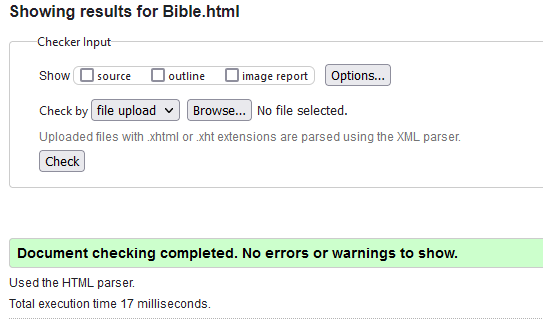 Showing results for Bible.html
Checker Input
Show source outline image report Options...
Check by file upload Browse... No file selected.
Uploaded files with .xhtml or .xht extensions are parsed using the XML parser.
Check
Document checking completed. No errors or warnings to show.
Used the HTML parser.
Total execution time 17 milliseconds.